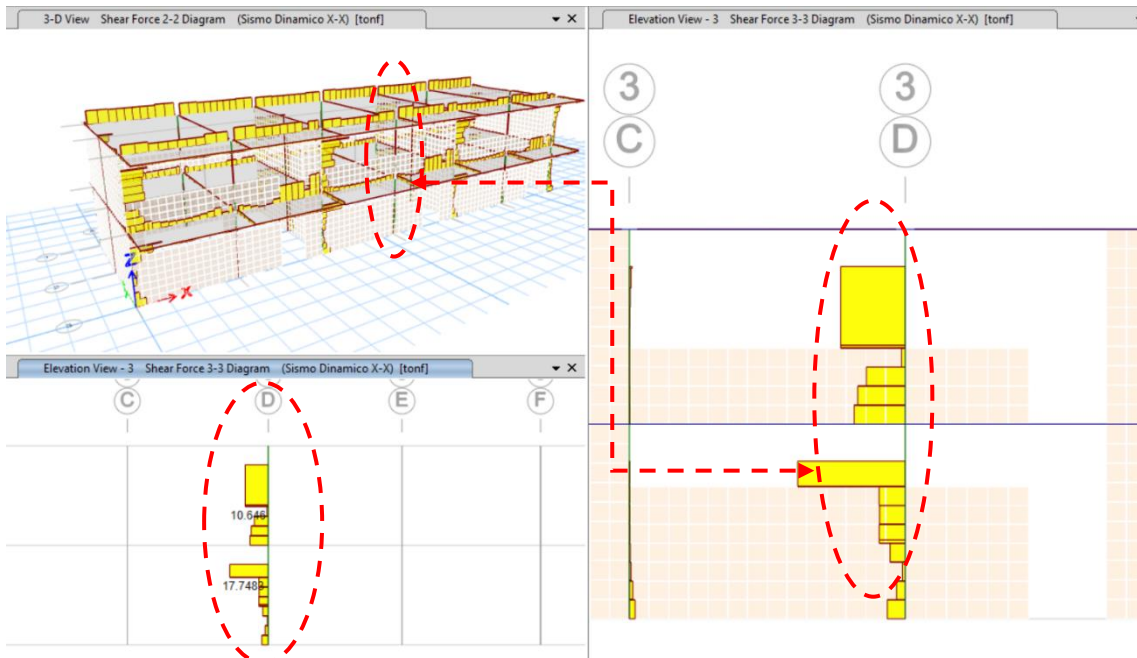 3-D View Shear Force 2-2 Diagram (Sismo Dinamico X-X) [tonf]
Z
X
Elevation View - 3 Shear Force 3-3 Diagram (Sismo Dinamico X-X) [tonf]
C
D
E
F
10.646
17.7483
Elevation View - 3 Shear Force 3-3 Diagram (Sismo Dinamico X-X) [tonf]
3
3
C
D